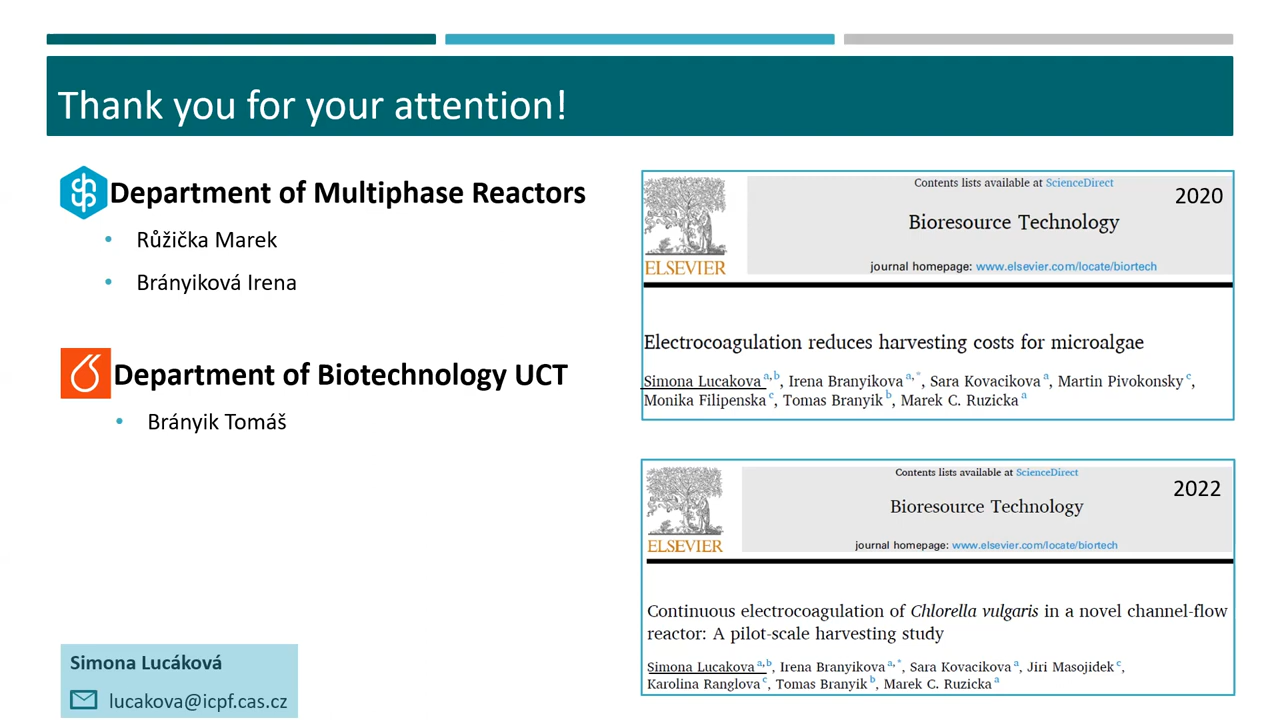 Thank you for your attention!
Department of Multiphase Reactors
• Růžička Marek
• Brányiková Irena
Department of Biotechnology UCT
• Brányik Tomáš
Simona Lucáková
lucakova@icpf.cas.cz
Contents lists available at ScienceDirect
2020
Bioresource Technology
ELSEVIER
journal homepage: www.elsevier.com/locate/biortech
Electrocoagulation reduces harvesting costs for microalgae
Simona Lucakova a,b, Irena Branyikova a,*, Sara Kovacikova a, Martin Pivokonsky c,
Monika Filipenska c, Tomas Branyik b, Marek C. Ruzicka a
Contents lists available at ScienceDirect
2022
Bioresource Technology
ELSEVIER
journal homepage: www.elsevier.com/locate/biortech
Continuous electrocoagulation of Chlorella vulgaris in a novel channel-flow
reactor: A pilot-scale harvesting study
Simona Lucakova a,b, Irena Branyikova a,*, Sara Kovacikova a, Jiri Masojidek c,
Karolina Ranglova c, Tomas Branyik b, Marek C. Ruzicka a